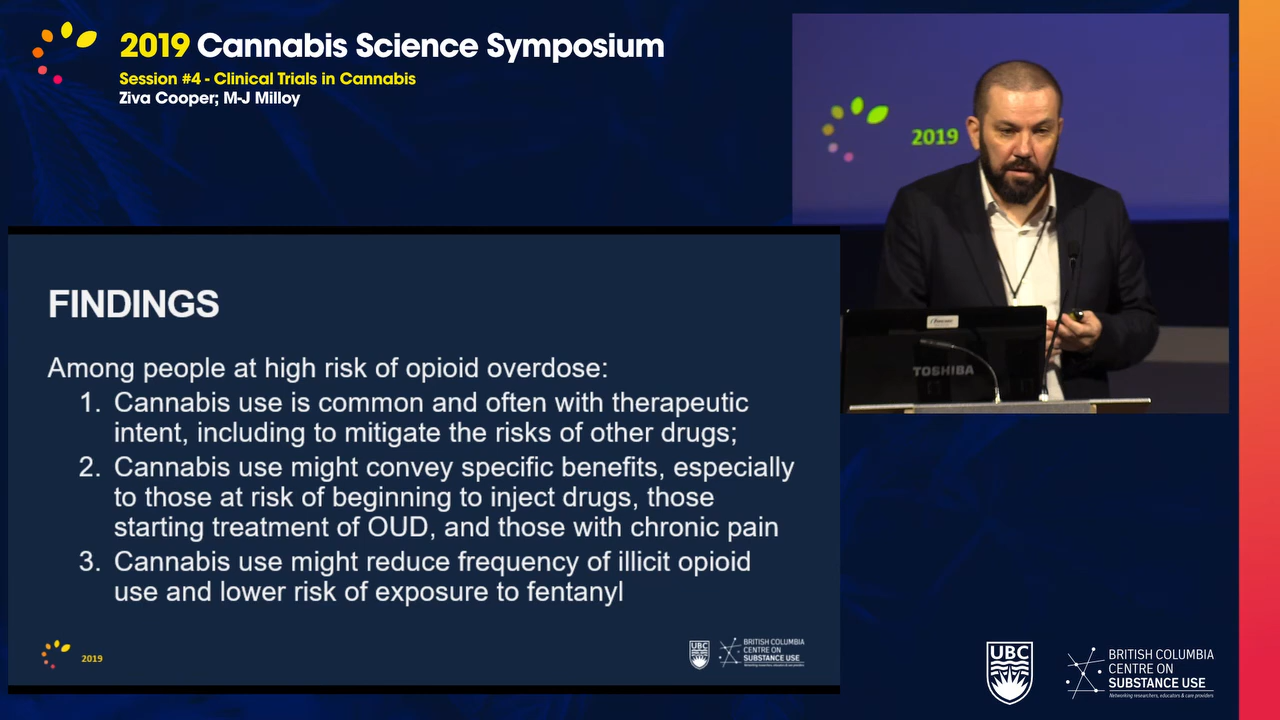 2019 Cannabis Science Symposium
Session #4 - Clinical Trials in Cannabis
Ziva Cooper; M-J Milloy
2019
TOSHIBA
FINDINGS
Among people at high risk of opioid overdose:
1. Cannabis use is common and often with therapeutic
intent, including to mitigate the risks of other drugs;
2. Cannabis use might convey specific benefits, especially
to those at risk of beginning to inject drugs, those
starting treatment of OUD, and those with chronic pain
3. Cannabis use might reduce frequency of illicit opioid
use and lower risk of exposure to fentanyl
2019
UBC
BRITISH COLUMBIA
CENTRE ON
SUBSTANCE USE
Networking researchers, educators & care providers
UBC
BRITISH COLUMBIA
CENTRE ON
SUBSTANCE USE
Networking researchers, educators & care providers